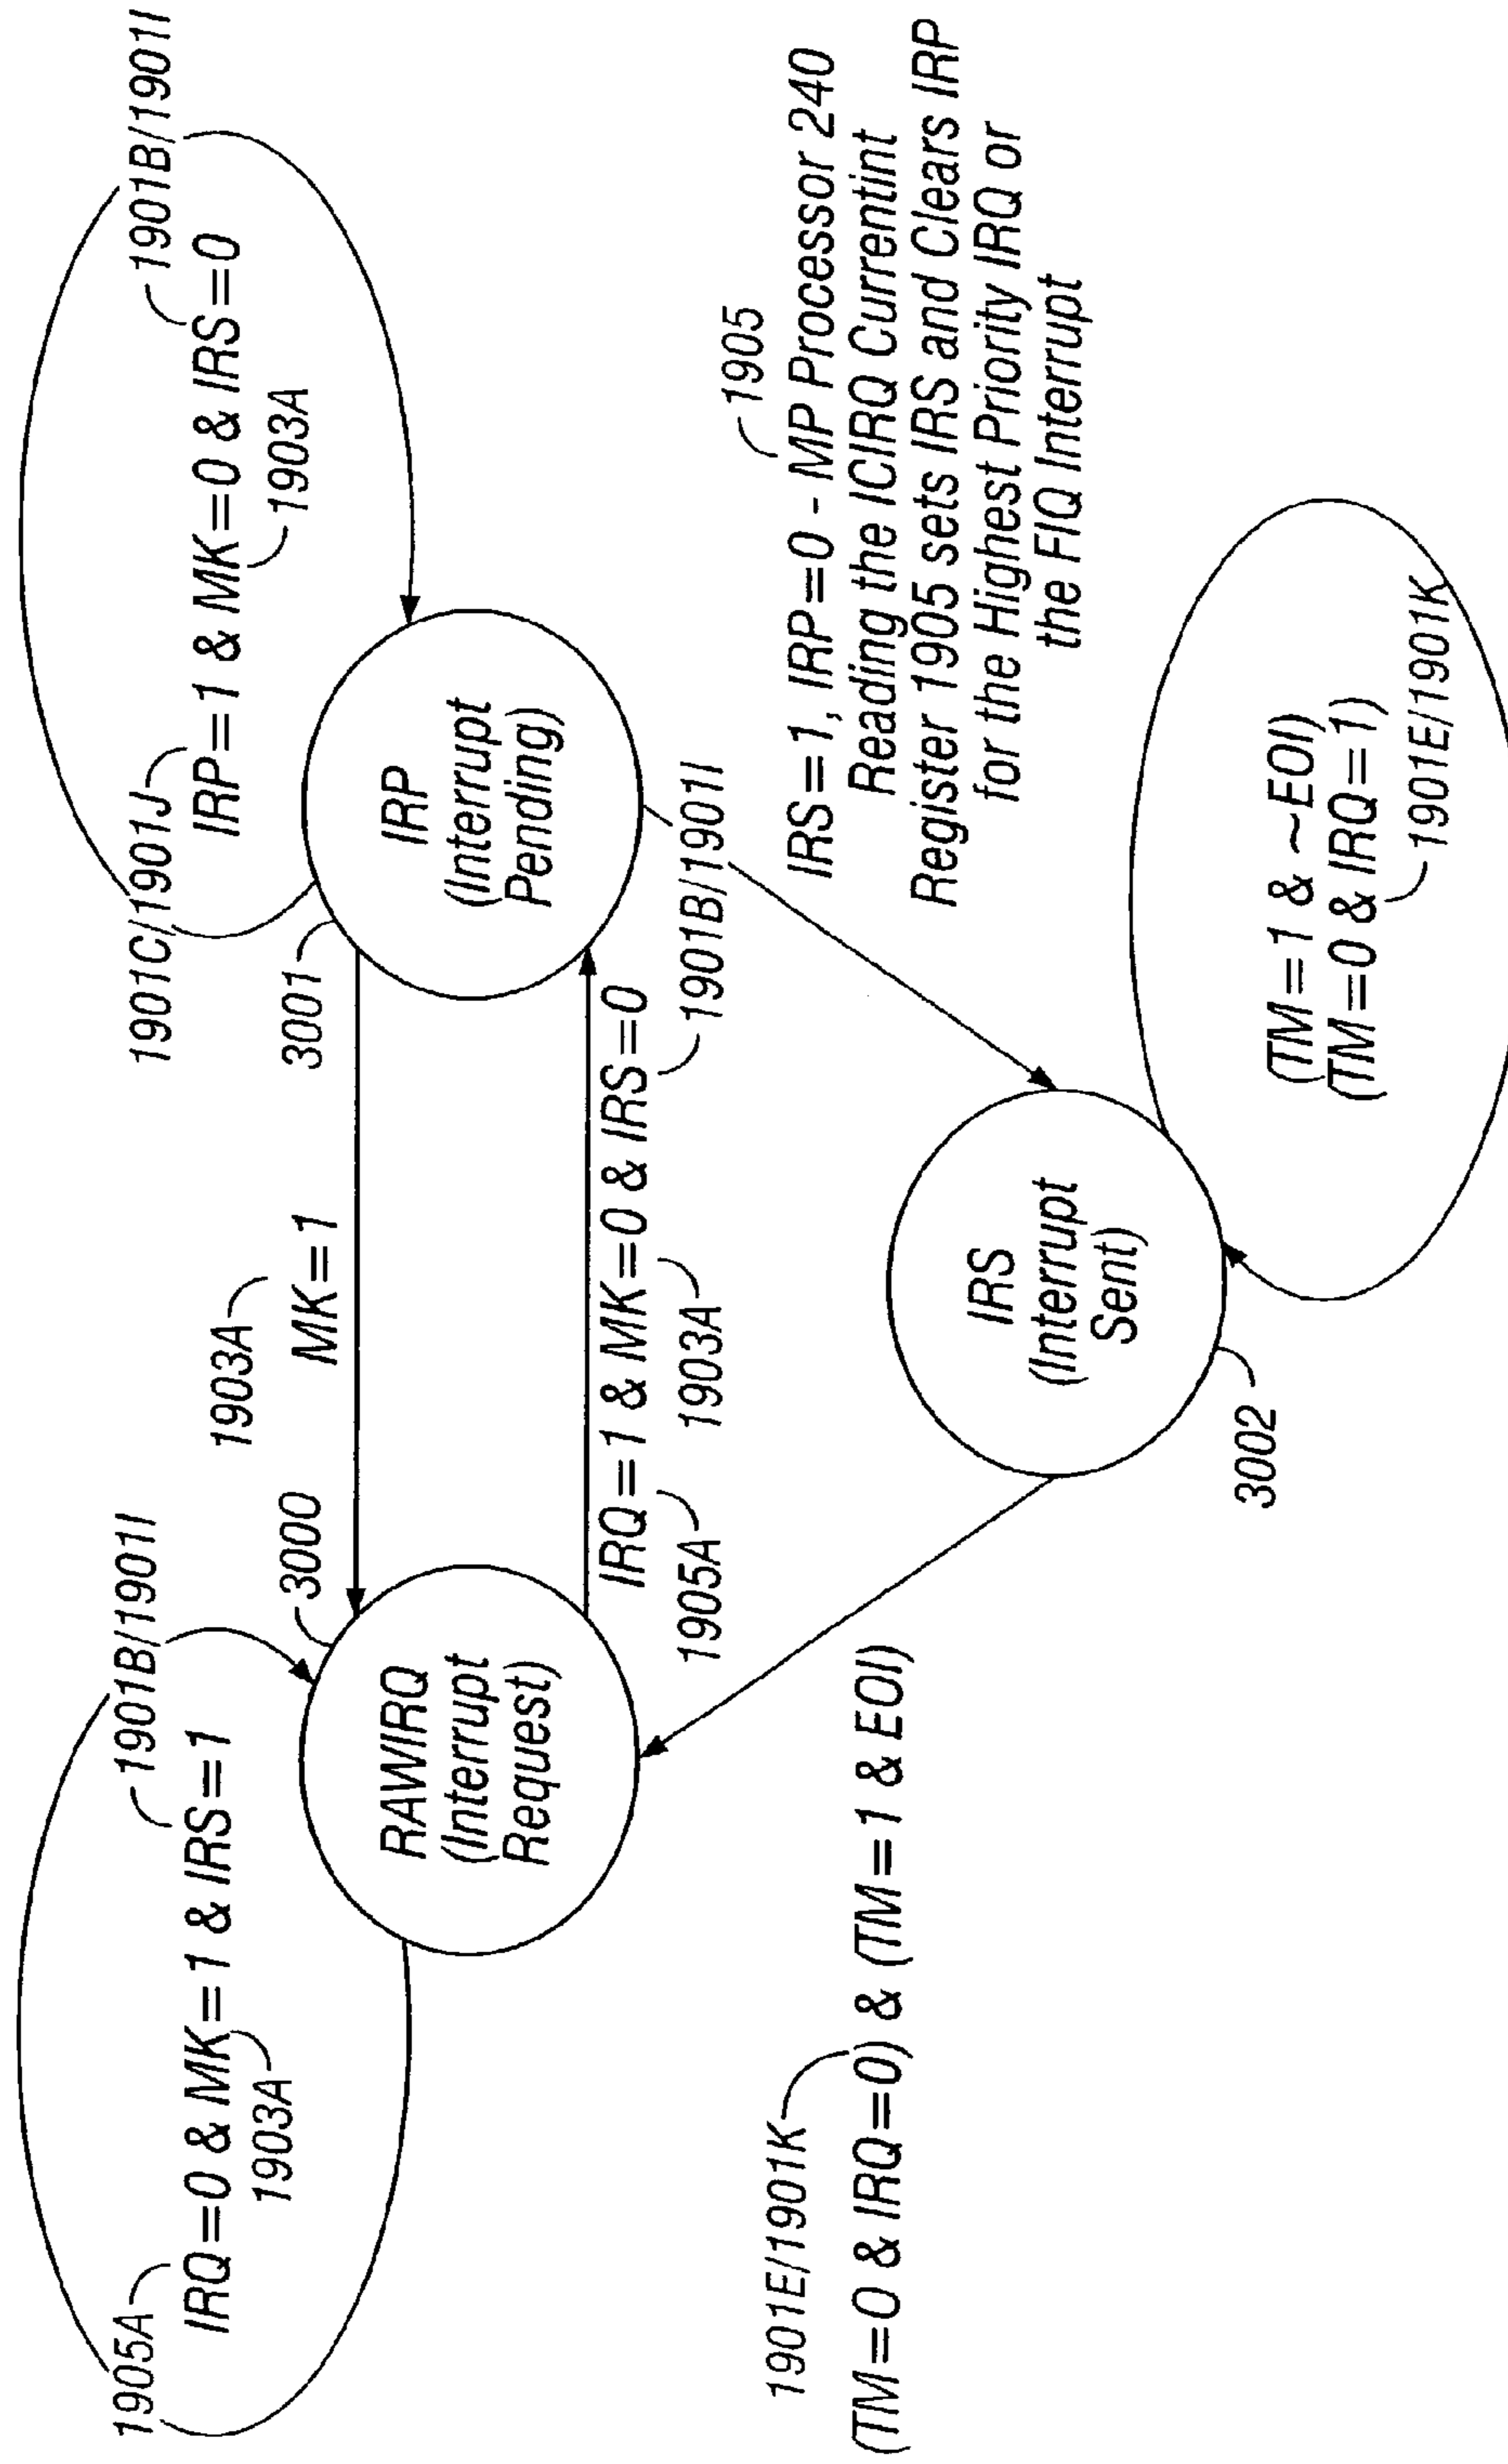 1905A
1901B/1901I
IRQ=0 & MK=1 & IRS=1
1903A
RAWIRQ
(Interrupt
Request)
3000
1903A
MK=1
IRQ=1 & MK=0 & IRS=0
1905A
1903A
1901B/1901I
3001
1901C/1901J
1901B/1901I
IRP=1 & MK=0 & IRS=0
1903A
IRP
(Interrupt
Pending)
1905
IRS=1, IRP=0 - MP Processor 240
Reading the ICIRQ Currentint
Register 1905 sets IRS and Clears IRP
for the Highest Priority IRQ or
the FIQ Interrupt
1901E/1901K
(TM=0 & IRQ=0) & (TM=1 & EOI)
IRS
(Interrupt
Sent)
3002
(TM=1 & ~EOI)
(TM=0 & IRQ=1)
1901E/1901K